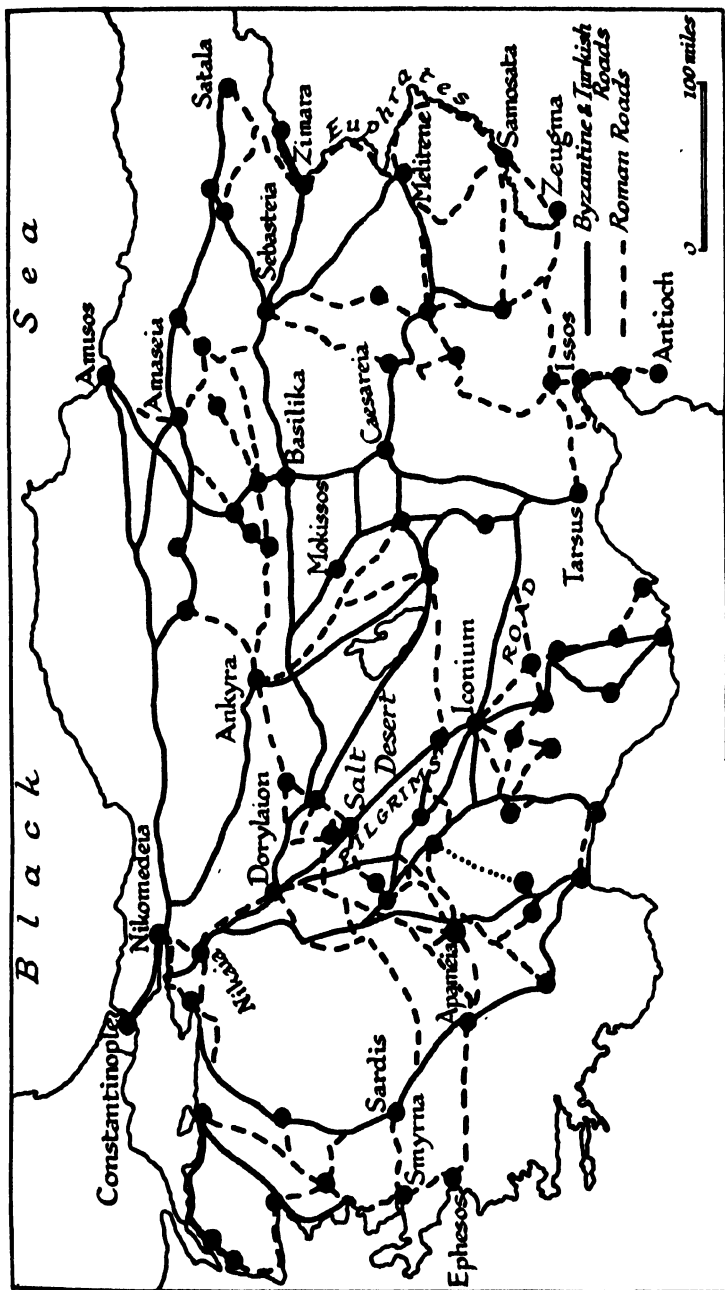 Black Sea
Constantinople
Nikomedeia
Nikaia
Amisos
Amaseia
Satala
Zimara
Euphrates
Sebasteia
Melitene
Samosata
Zeugma
Ankyra
Basilika
Mokissos
Caesareia
Dorylaion
Salt
Desert
PILGRIMS ROAD
Iconium
Tarsus
Issos
Antioch
Sardis
Smyrna
Ephesos
Apameia
Byzantine & Turkish
Roads
Roman Roads
0 100 miles